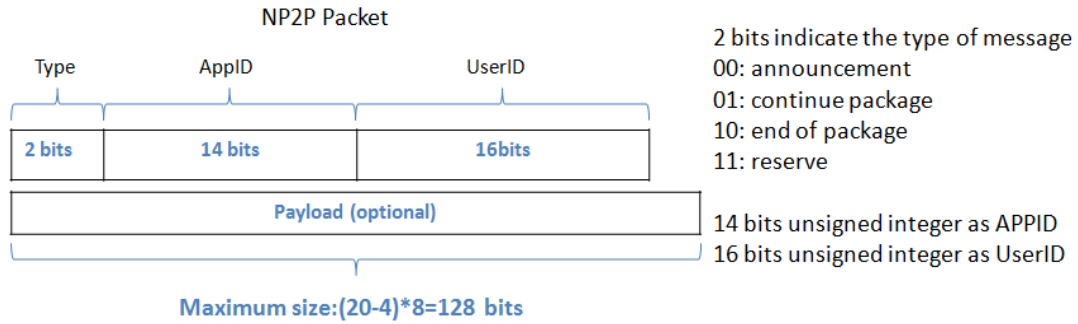 NP2P Packet
Type
AppID
UserID
2 bits
14 bits
16bits
Payload (optional)
Maximum size:(20-4)*8=128 bits
2 bits indicate the type of message
00: announcement
01: continue package
10: end of package
11: reserve
14 bits unsigned integer as APPID
16 bits unsigned integer as UserID